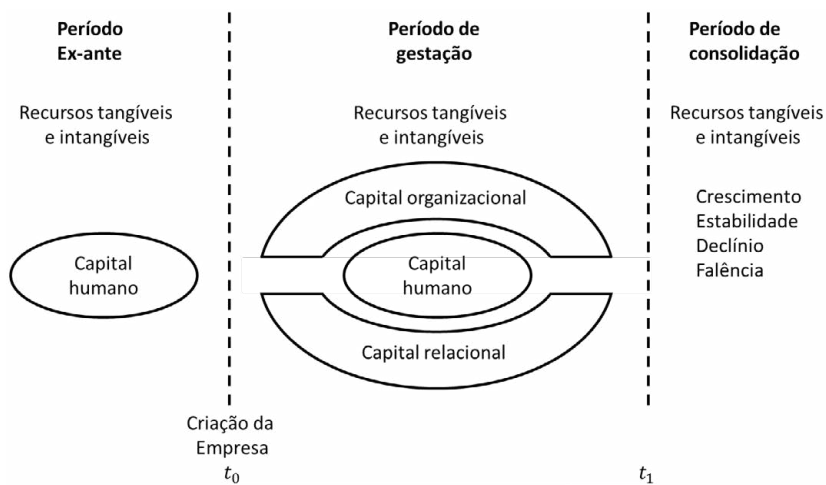 Período
Ex-ante
Período de
gestação
Período de
consolidação
Recursos tangíveis
e intangíveis
Recursos tangíveis
e intangíveis
Recursos tangíveis
e intangíveis
Capital organizacional
Crescimento
Estabilidade
Declínio
Falência
Capital
humano
Capital
humano
Capital relacional
Criação da
Empresa
t₀
t₁